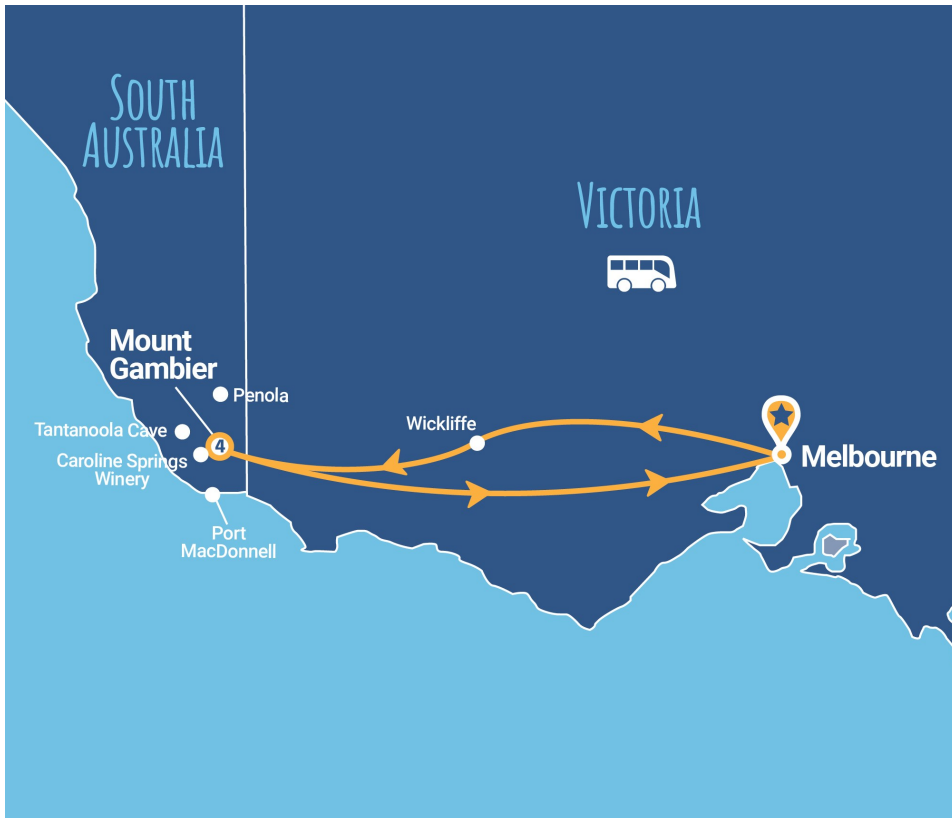 SOUTH
AUSTRALIA
VICTORIA
Mount
Gambier
Penola
Wickliffe
Tantanoola Cave
4
Caroline Springs
Winery
Melbourne
Port
MacDonnell